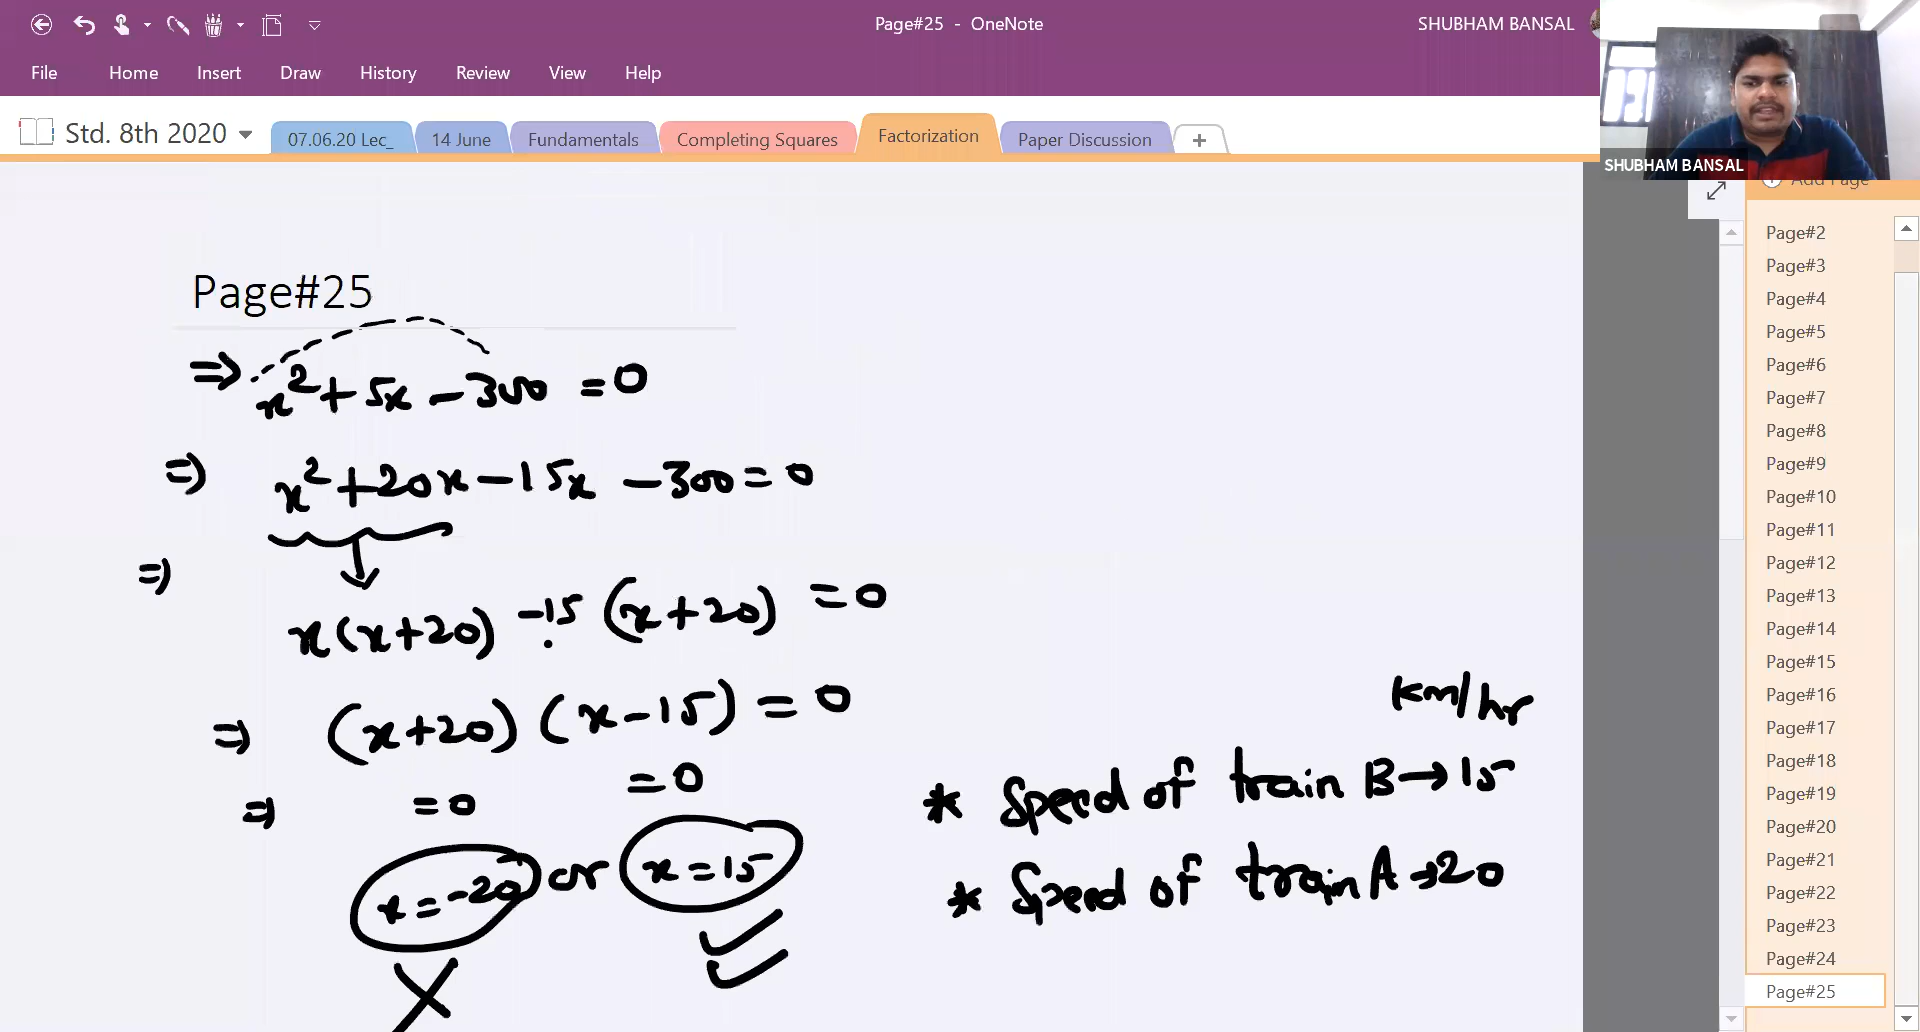 Page#25 - OneNote
SHUBHAM BANSAL
File Home Insert Draw History Review View Help
Std. 8th 2020
07.06.20 Lec_
14 June
Fundamentals
Completing Squares
Factorization
Paper Discussion
+
SHUBHAM BANSAL
Add Page
Page#25
⇒ x² + 5x - 300 = 0
⇒ x² + 20x - 15x - 300 = 0
⇒
x(x+20) -15 (x+20) = 0
⇒ (x+20) (x-15) = 0
⇒ = 0 = 0
x = -20 or x = 15
km/hr
* Speed of train B → 15
* Speed of train A → 20
Page#2
Page#3
Page#4
Page#5
Page#6
Page#7
Page#8
Page#9
Page#10
Page#11
Page#12
Page#13
Page#14
Page#15
Page#16
Page#17
Page#18
Page#19
Page#20
Page#21
Page#22
Page#23
Page#24
Page#25